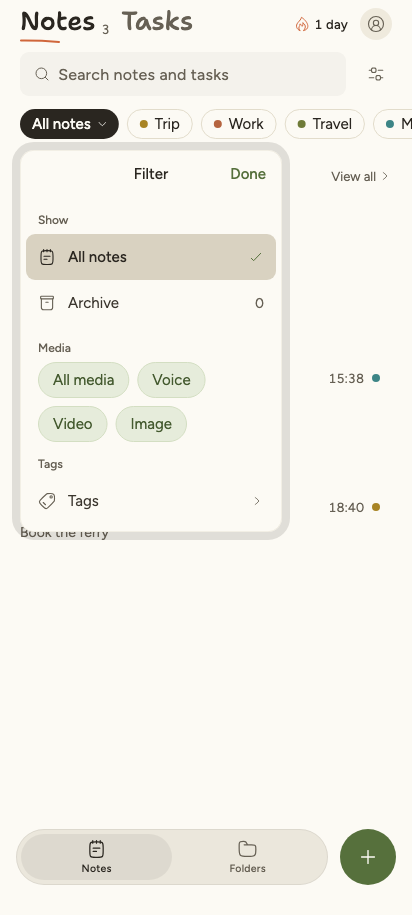 Notes 3 Tasks
1 day
Search notes and tasks
All notes Trip Work Travel M
Filter Done
View all
Show
All notes
Archive 0
Media
All media Voice
15:38
Video Image
Tags
Tags
18:40
Book the ferry
Notes Folders